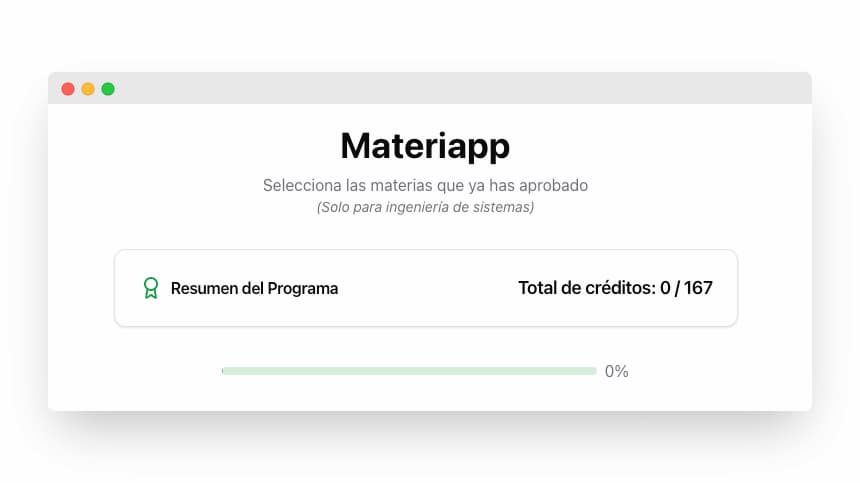 Materiapp
Selecciona las materias que ya has aprobado
(Solo para ingeniería de sistemas)
Resumen del Programa
Total de créditos: 0 / 167
0%